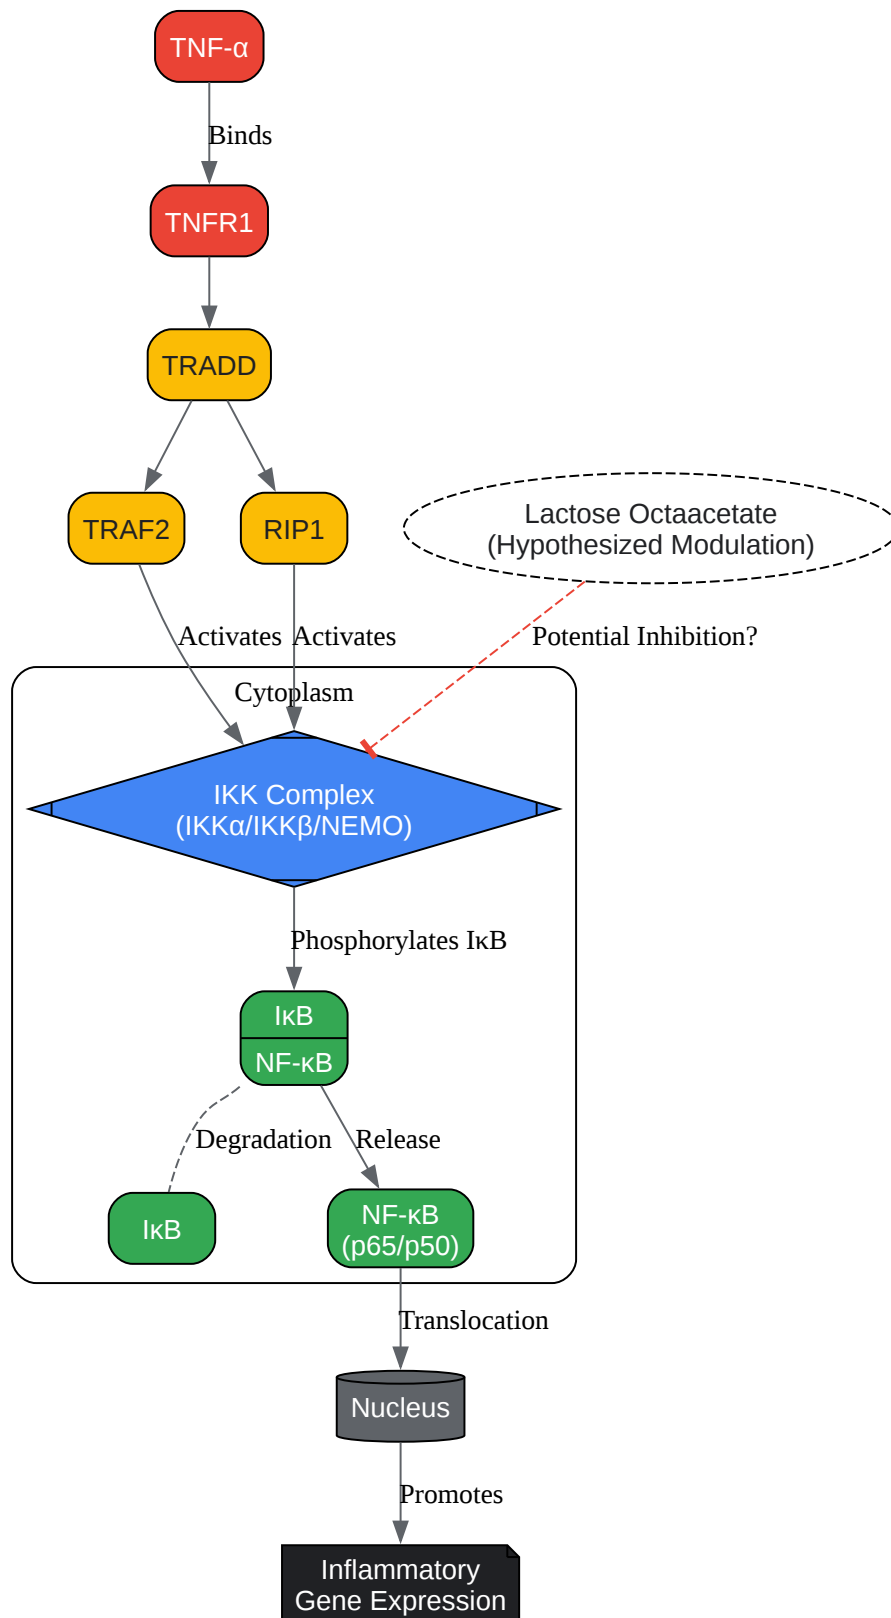 TNF-α
Binds
TNFR1
TRADD
TRAF2
RIP1
Lactose Octaacetate
(Hypothesized Modulation)
Activates
Activates
Potential Inhibition?
Cytoplasm
IKK Complex
(IKKα/IKKβ/NEMO)
Phosphorylates IκB
IκB
NF-κB
Degradation
Release
IκB
NF-κB
(p65/p50)
Translocation
Nucleus
Promotes
Inflammatory
Gene Expression